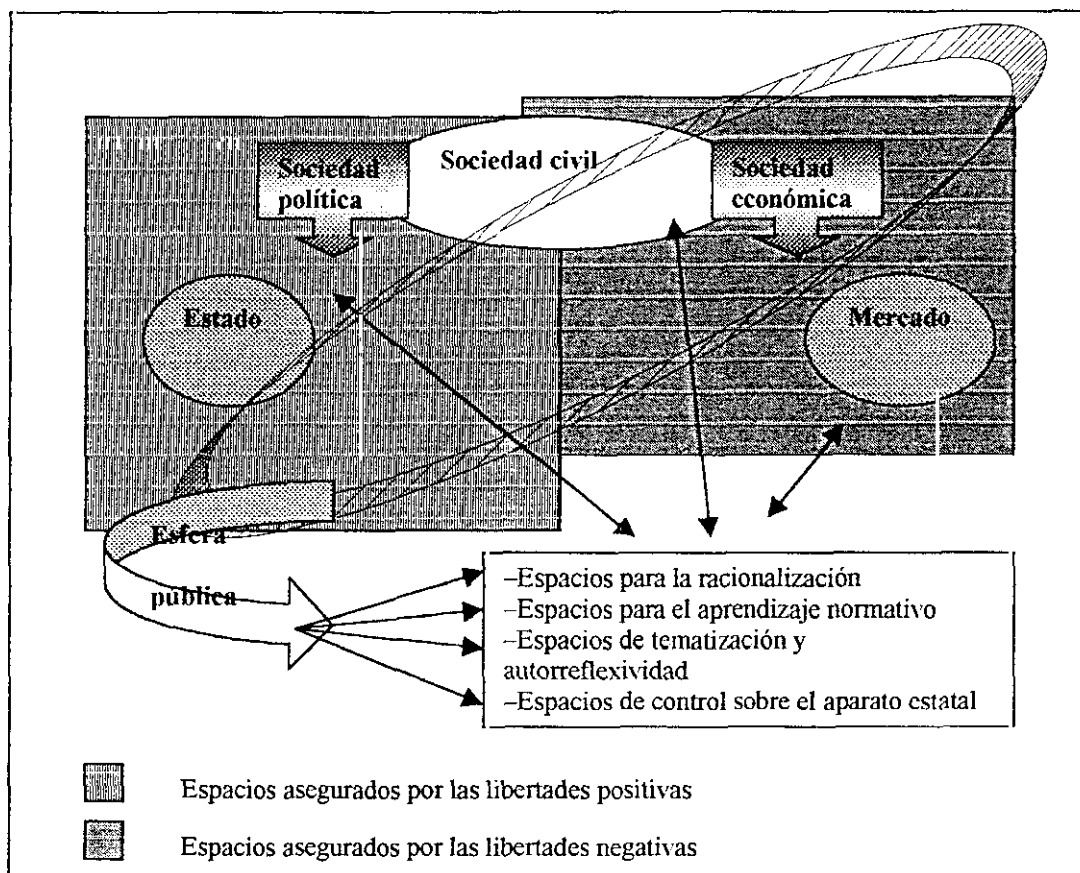 Sociedad civil
Sociedad
política
Sociedad
económica
Estado
Mercado
Esfera
pública
–Espacios para la racionalización
–Espacios para el aprendizaje normativo
–Espacios de tematización y
autorreflexividad
–Espacios de control sobre el aparato estatal
Espacios asegurados por las libertades positivas
Espacios asegurados por las libertades negativas